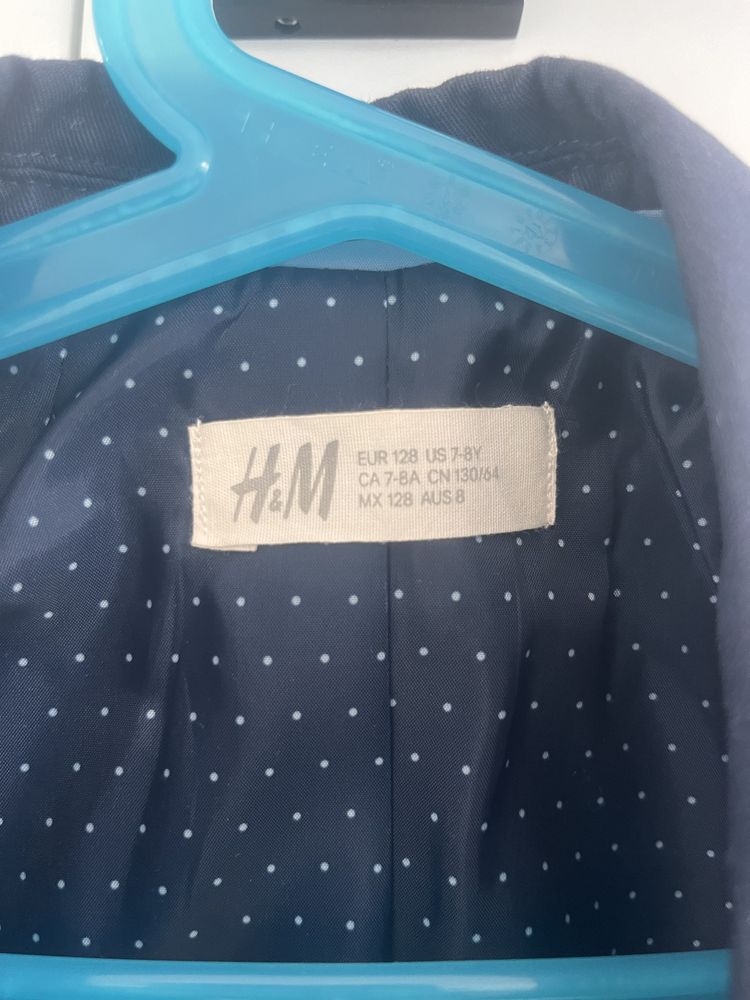 H&M
EUR 128 US 7-8Y
CA 7-8A CN 130/64
MX 128 AUS 8